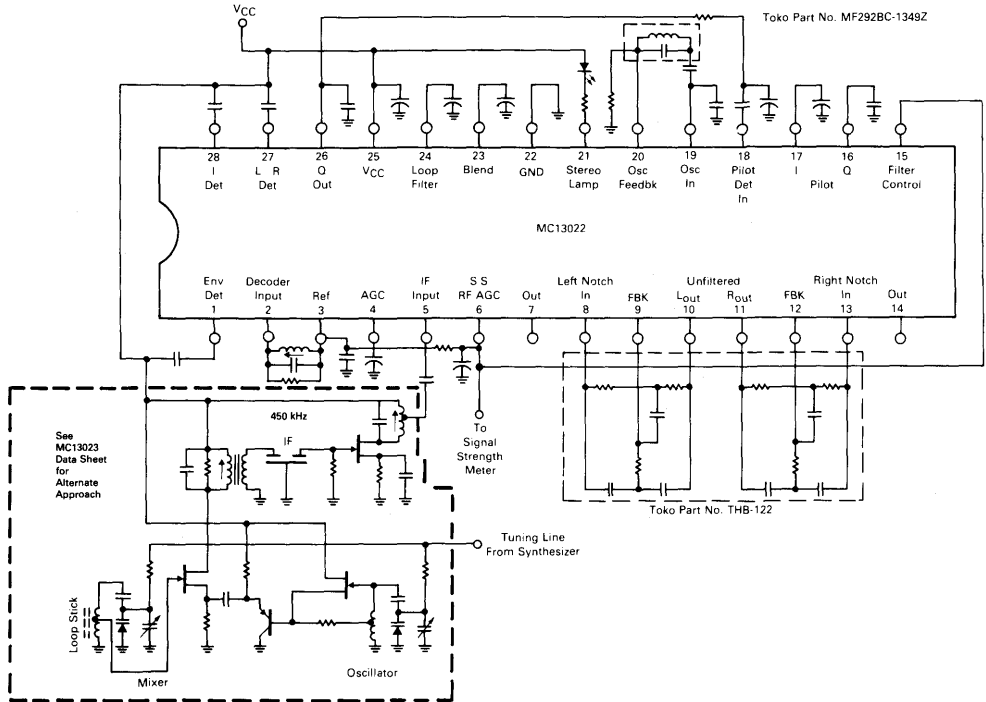 VCC
Toko Part No. MF292BC-1349Z
28 27 26 25 24 23 22 21 20 19 18 17 16 15
I Det
L R Det
Q Out
VCC
Loop Filter
Blend
GND
Stereo Lamp
Osc Feedbk
Osc In
Pilot Det In
I Q
Pilot
Filter Control
MC13022
Env Det
Decoder Input
Ref
AGC
IF Input
S S RF AGC
Out
Left Notch In
FBK
Unfiltered
Lout
Rout
FBK
Right Notch In
Out
1 2 3 4 5 6 7 8 9 10 11 12 13 14
450 kHz
IF
See
MC13023
Data Sheet
for
Alternate
Approach
To
Signal
Strength
Meter
Toko Part No. THB-122
Tuning Line
From Synthesizer
Loop Stick
Mixer
Oscillator